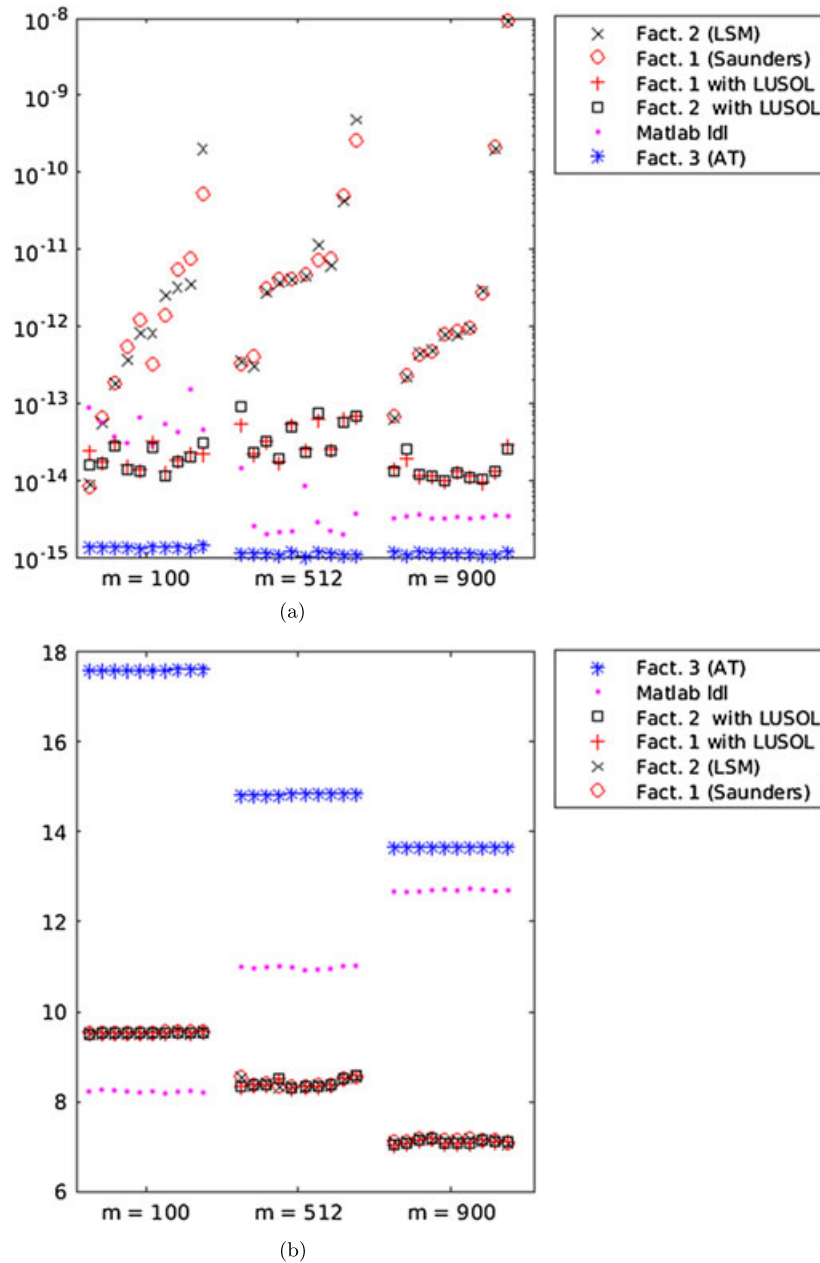 10-8
10-9
10-10
10-11
10-12
10-13
10-14
10-15
m = 100
m = 512
m = 900
Fact. 2 (LSM)
Fact. 1 (Saunders)
Fact. 1 with LUSOL
Fact. 2 with LUSOL
Matlab ldl
Fact. 3 (AT)
(a)
18
16
14
12
10
8
6
m = 100
m = 512
m = 900
Fact. 3 (AT)
Matlab ldl
Fact. 2 with LUSOL
Fact. 1 with LUSOL
Fact. 2 (LSM)
Fact. 1 (Saunders)
(b)